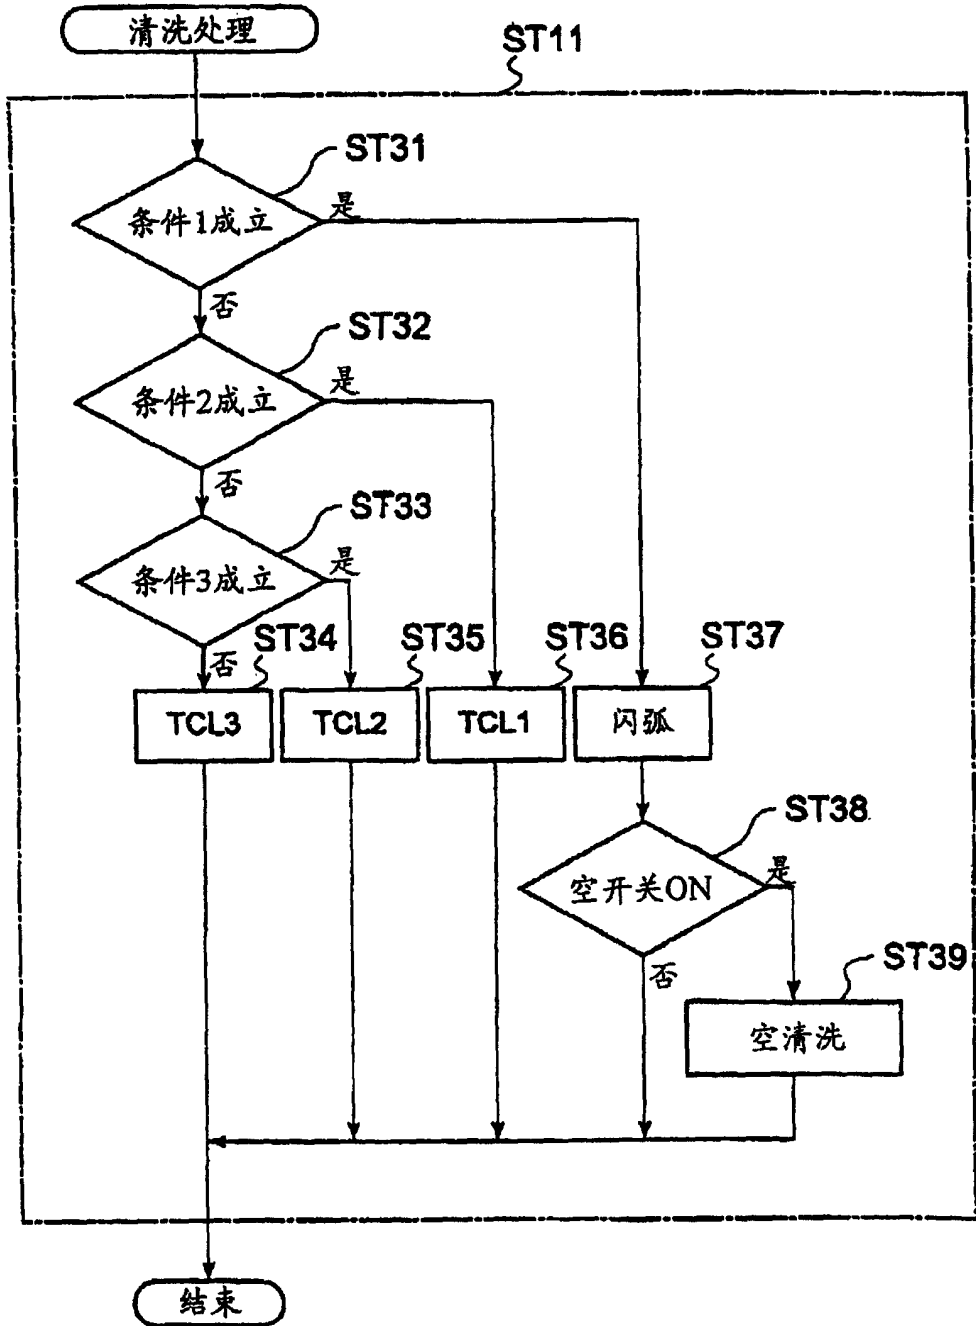 清洗处理
ST11
ST31
条件1成立
是
否
ST32
条件2成立
是
否
ST33
条件3成立
是
否
ST34
ST35
ST36
ST37
TCL3
TCL2
TCL1
闪弧
ST38
空开关ON
是
否
ST39
空清洗
结束